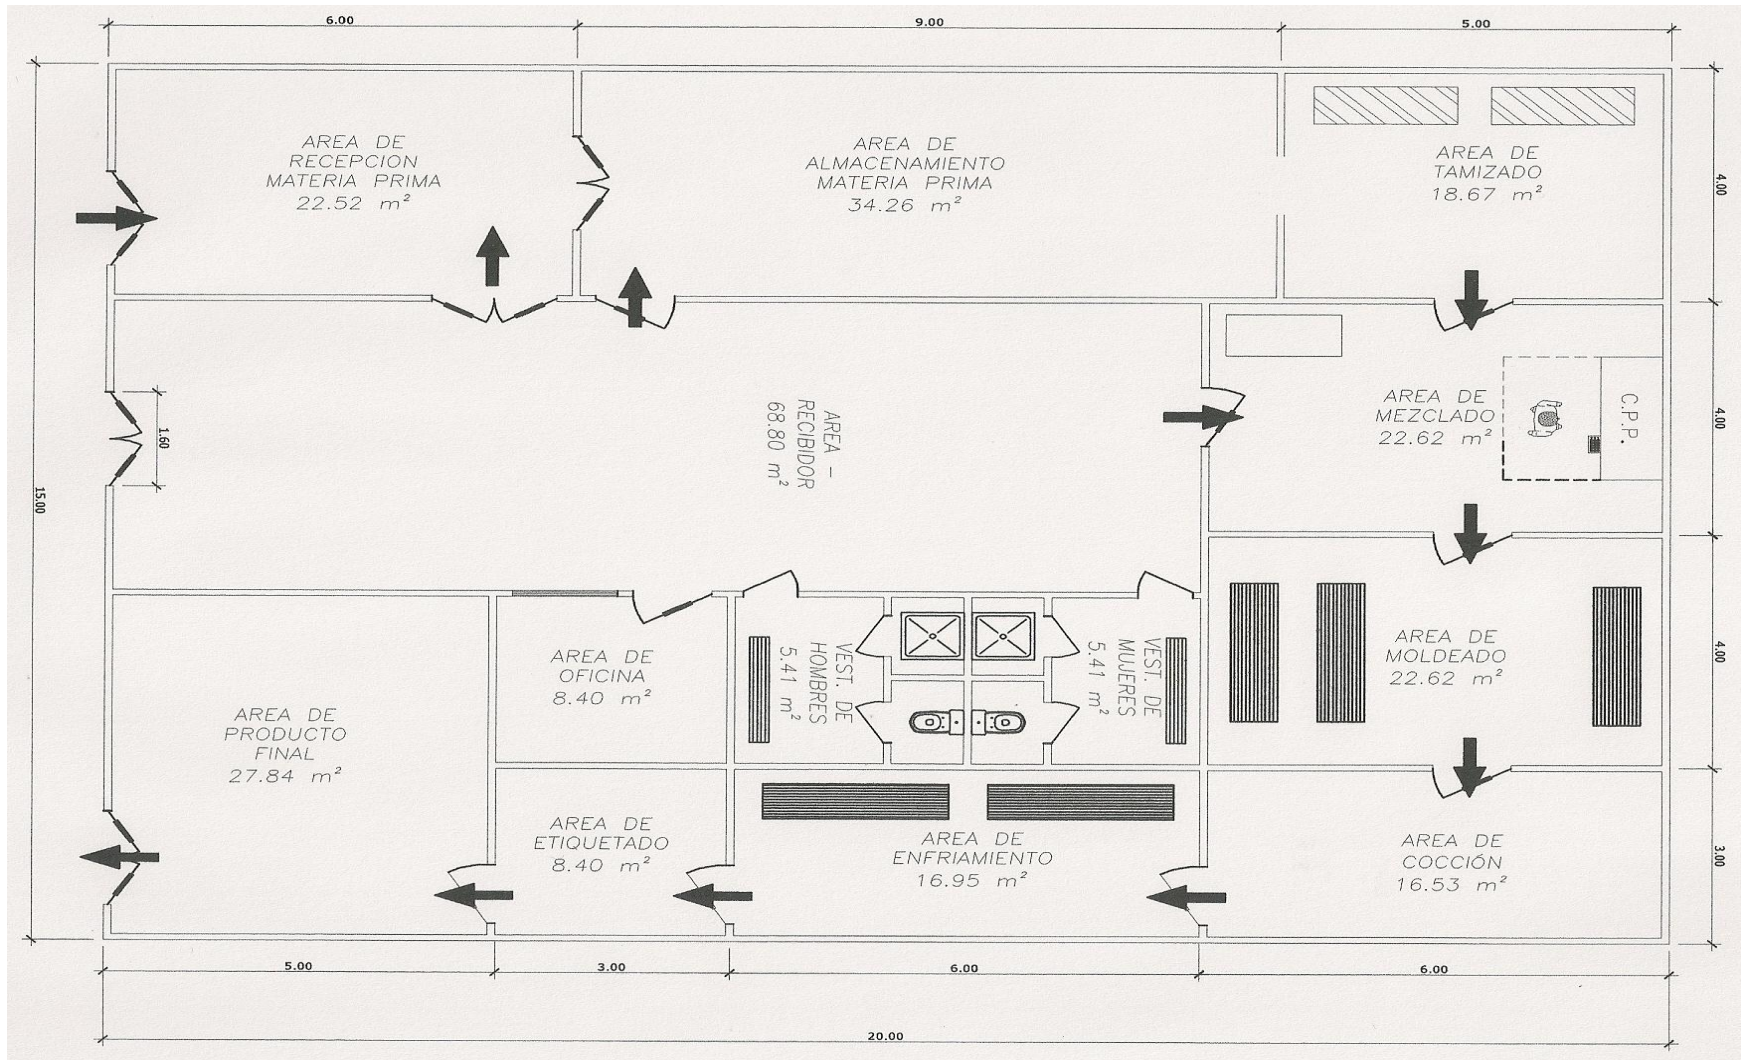 6.00
9.00
5.00
AREA DE
RECEPCION
MATERIA PRIMA
22.52 m²
AREA DE
ALMACENAMIENTO
MATERIA PRIMA
34.26 m²
AREA DE
TAMIZADO
18.67 m²
4.00
1.60
AREA -
RECIBIDOR
68.80 m²
AREA DE
MEZCLADO
22.62 m²
C.P.P.
4.00
15.00
AREA DE
PRODUCTO
FINAL
27.84 m²
AREA DE
OFICINA
8.40 m²
VEST. DE
HOMBRES
5.41 m²
VEST. DE
MUJERES
5.41 m²
AREA DE
MOLDEADO
22.62 m²
4.00
AREA DE
ETIQUETADO
8.40 m²
AREA DE
ENFRIAMIENTO
16.95 m²
AREA DE
COCCIÓN
16.53 m²
3.00
5.00
3.00
6.00
6.00
20.00